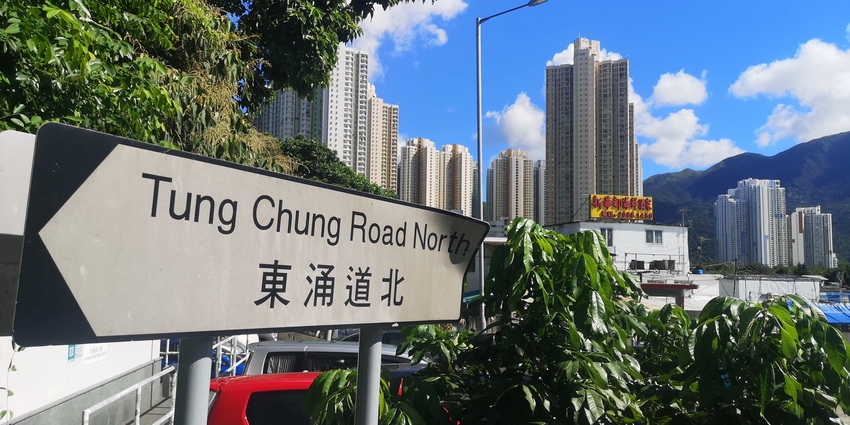 Tung Chung Road North
東涌道北